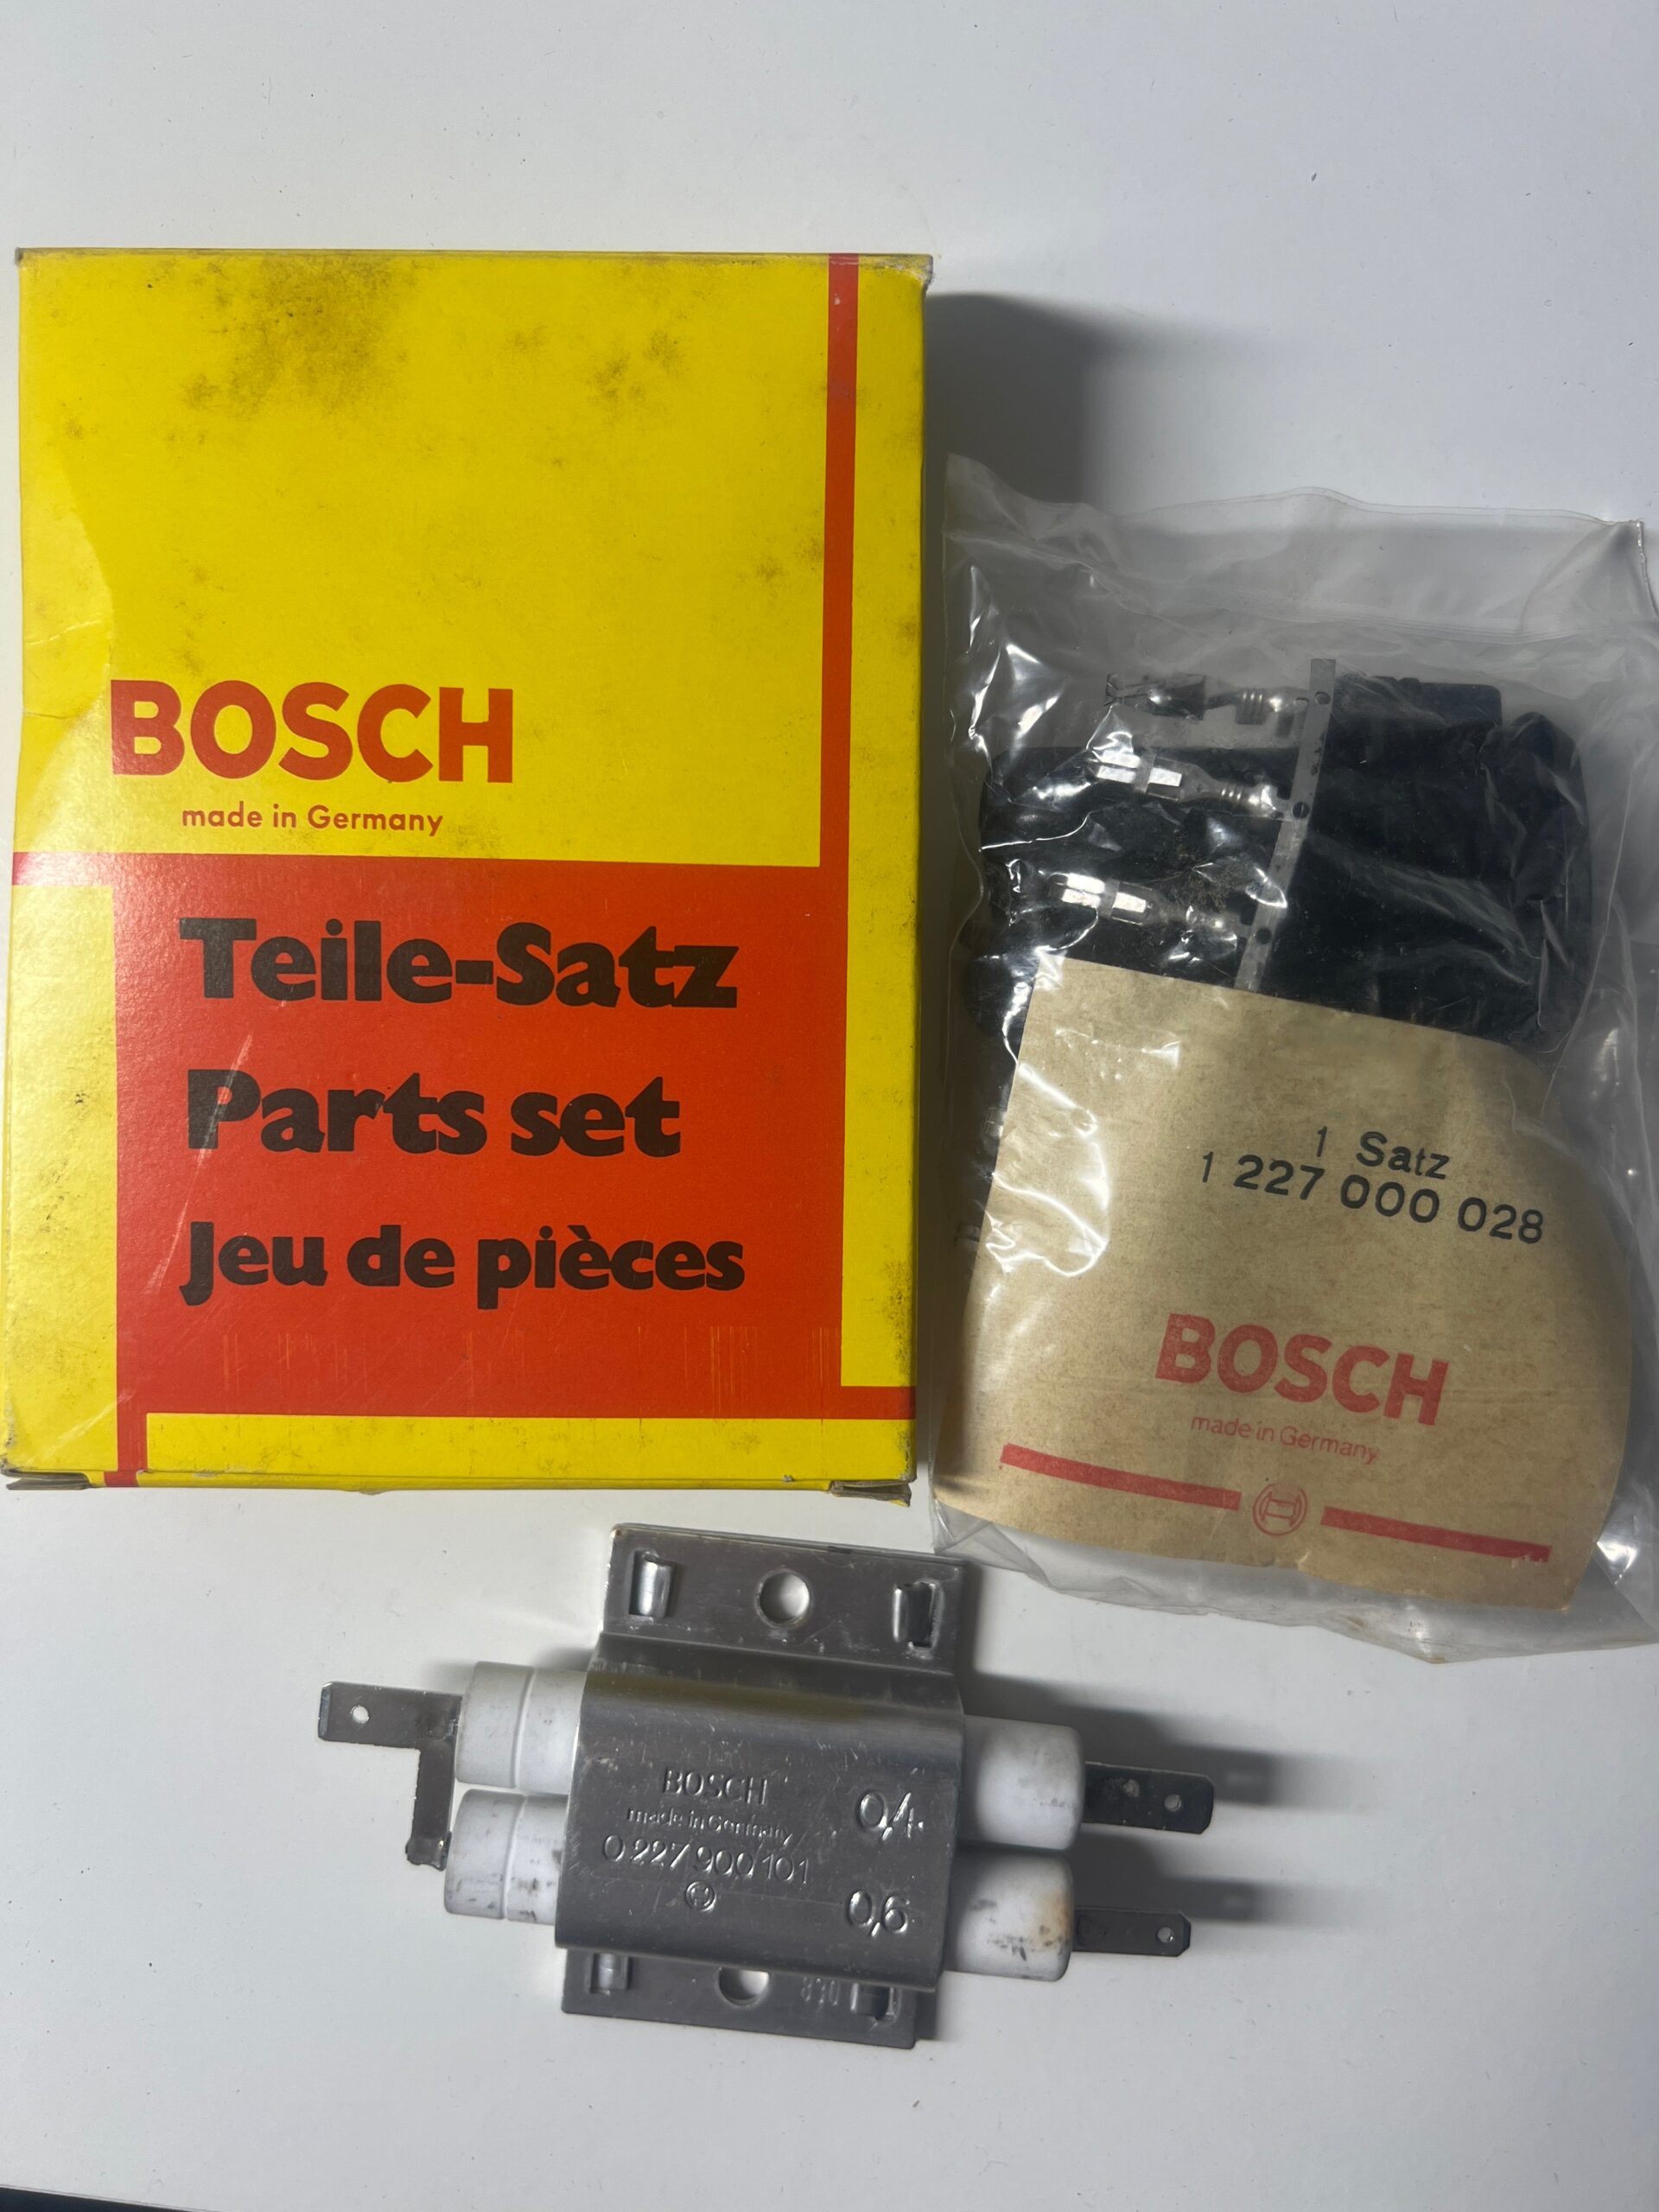 BOSCH
made in Germany
Teile-Satz
Parts set
Jeu de pièces
1 Satz
1 227 000 028
BOSCH
made in Germany
BOSCH
made in Germany
0 227 900 101
0,4
0,6